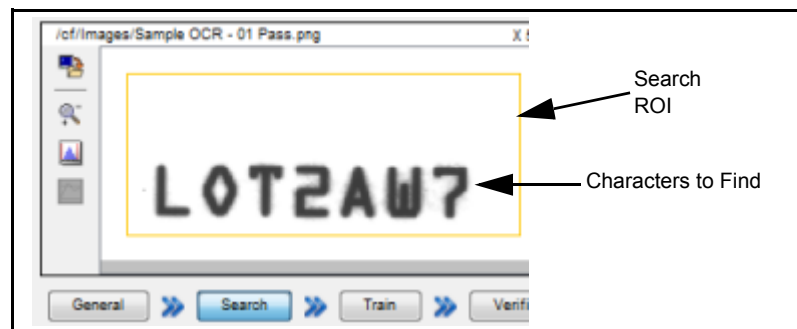 /cf/Images/Sample OCR - 01 Pass.png
Search
ROI
LOT2AW7
Characters to Find
General
Search
Train